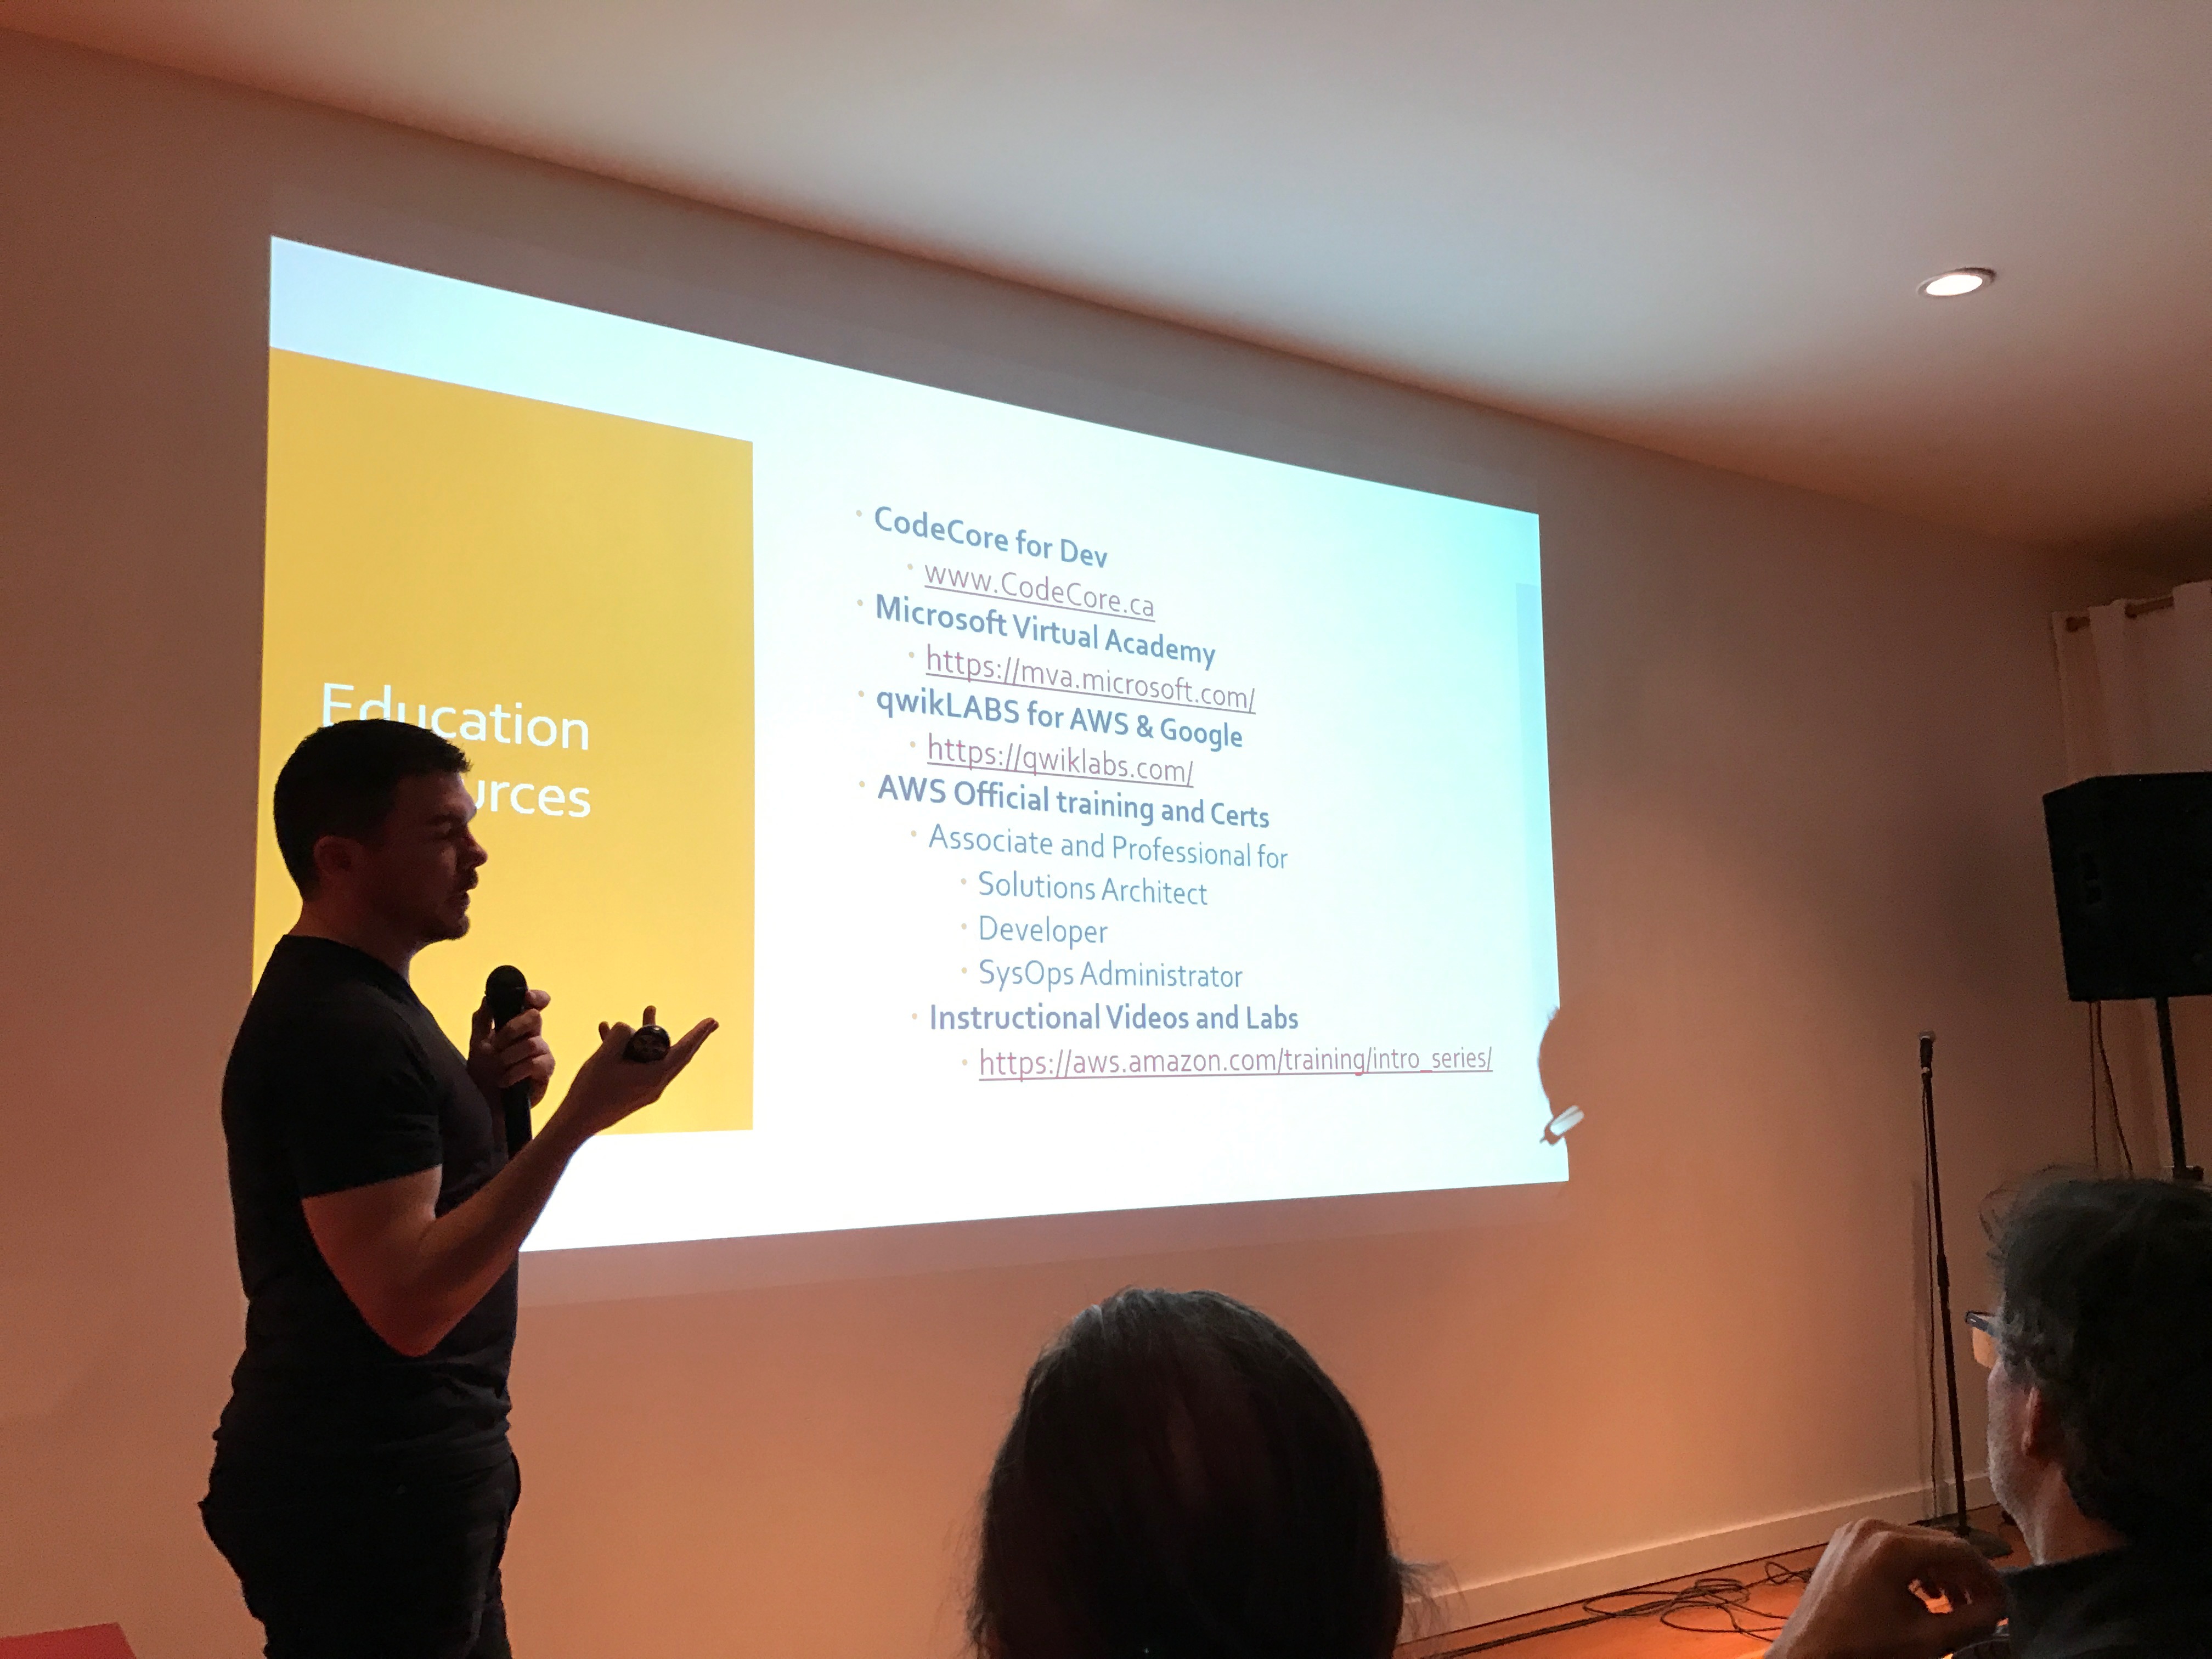 Education
urces
CodeCore for Dev
www.CodeCore.ca
Microsoft Virtual Academy
https://mva.microsoft.com/
qwikLABS for AWS & Google
https://qwiklabs.com/
AWS Official training and Certs
Associate and Professional for
Solutions Architect
Developer
SysOps Administrator
Instructional Videos and Labs
https://aws.amazon.com/training/intro_series/